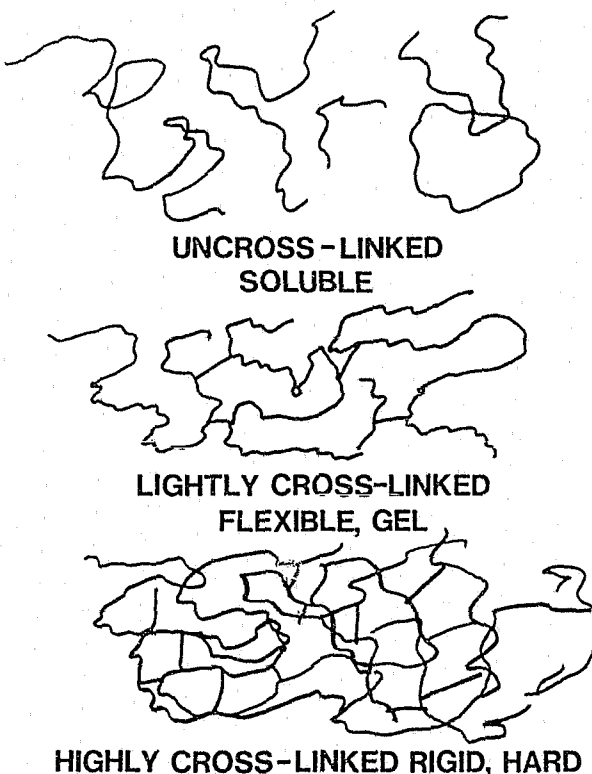 UNCROSS-LINKED
SOLUBLE
LIGHTLY CROSS-LINKED
FLEXIBLE, GEL
HIGHLY CROSS-LINKED RIGID, HARD